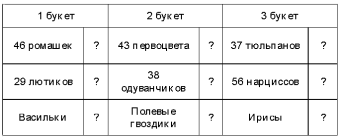 1 букет 2 букет 3 букет
46 ромашек ? 43 первоцвета ? 37 тюльпанов ?
29 лютиков ? 38 одуванчиков ? 56 нарциссов ?
Васильки ? Полевые гвоздики ? Ирисы ?